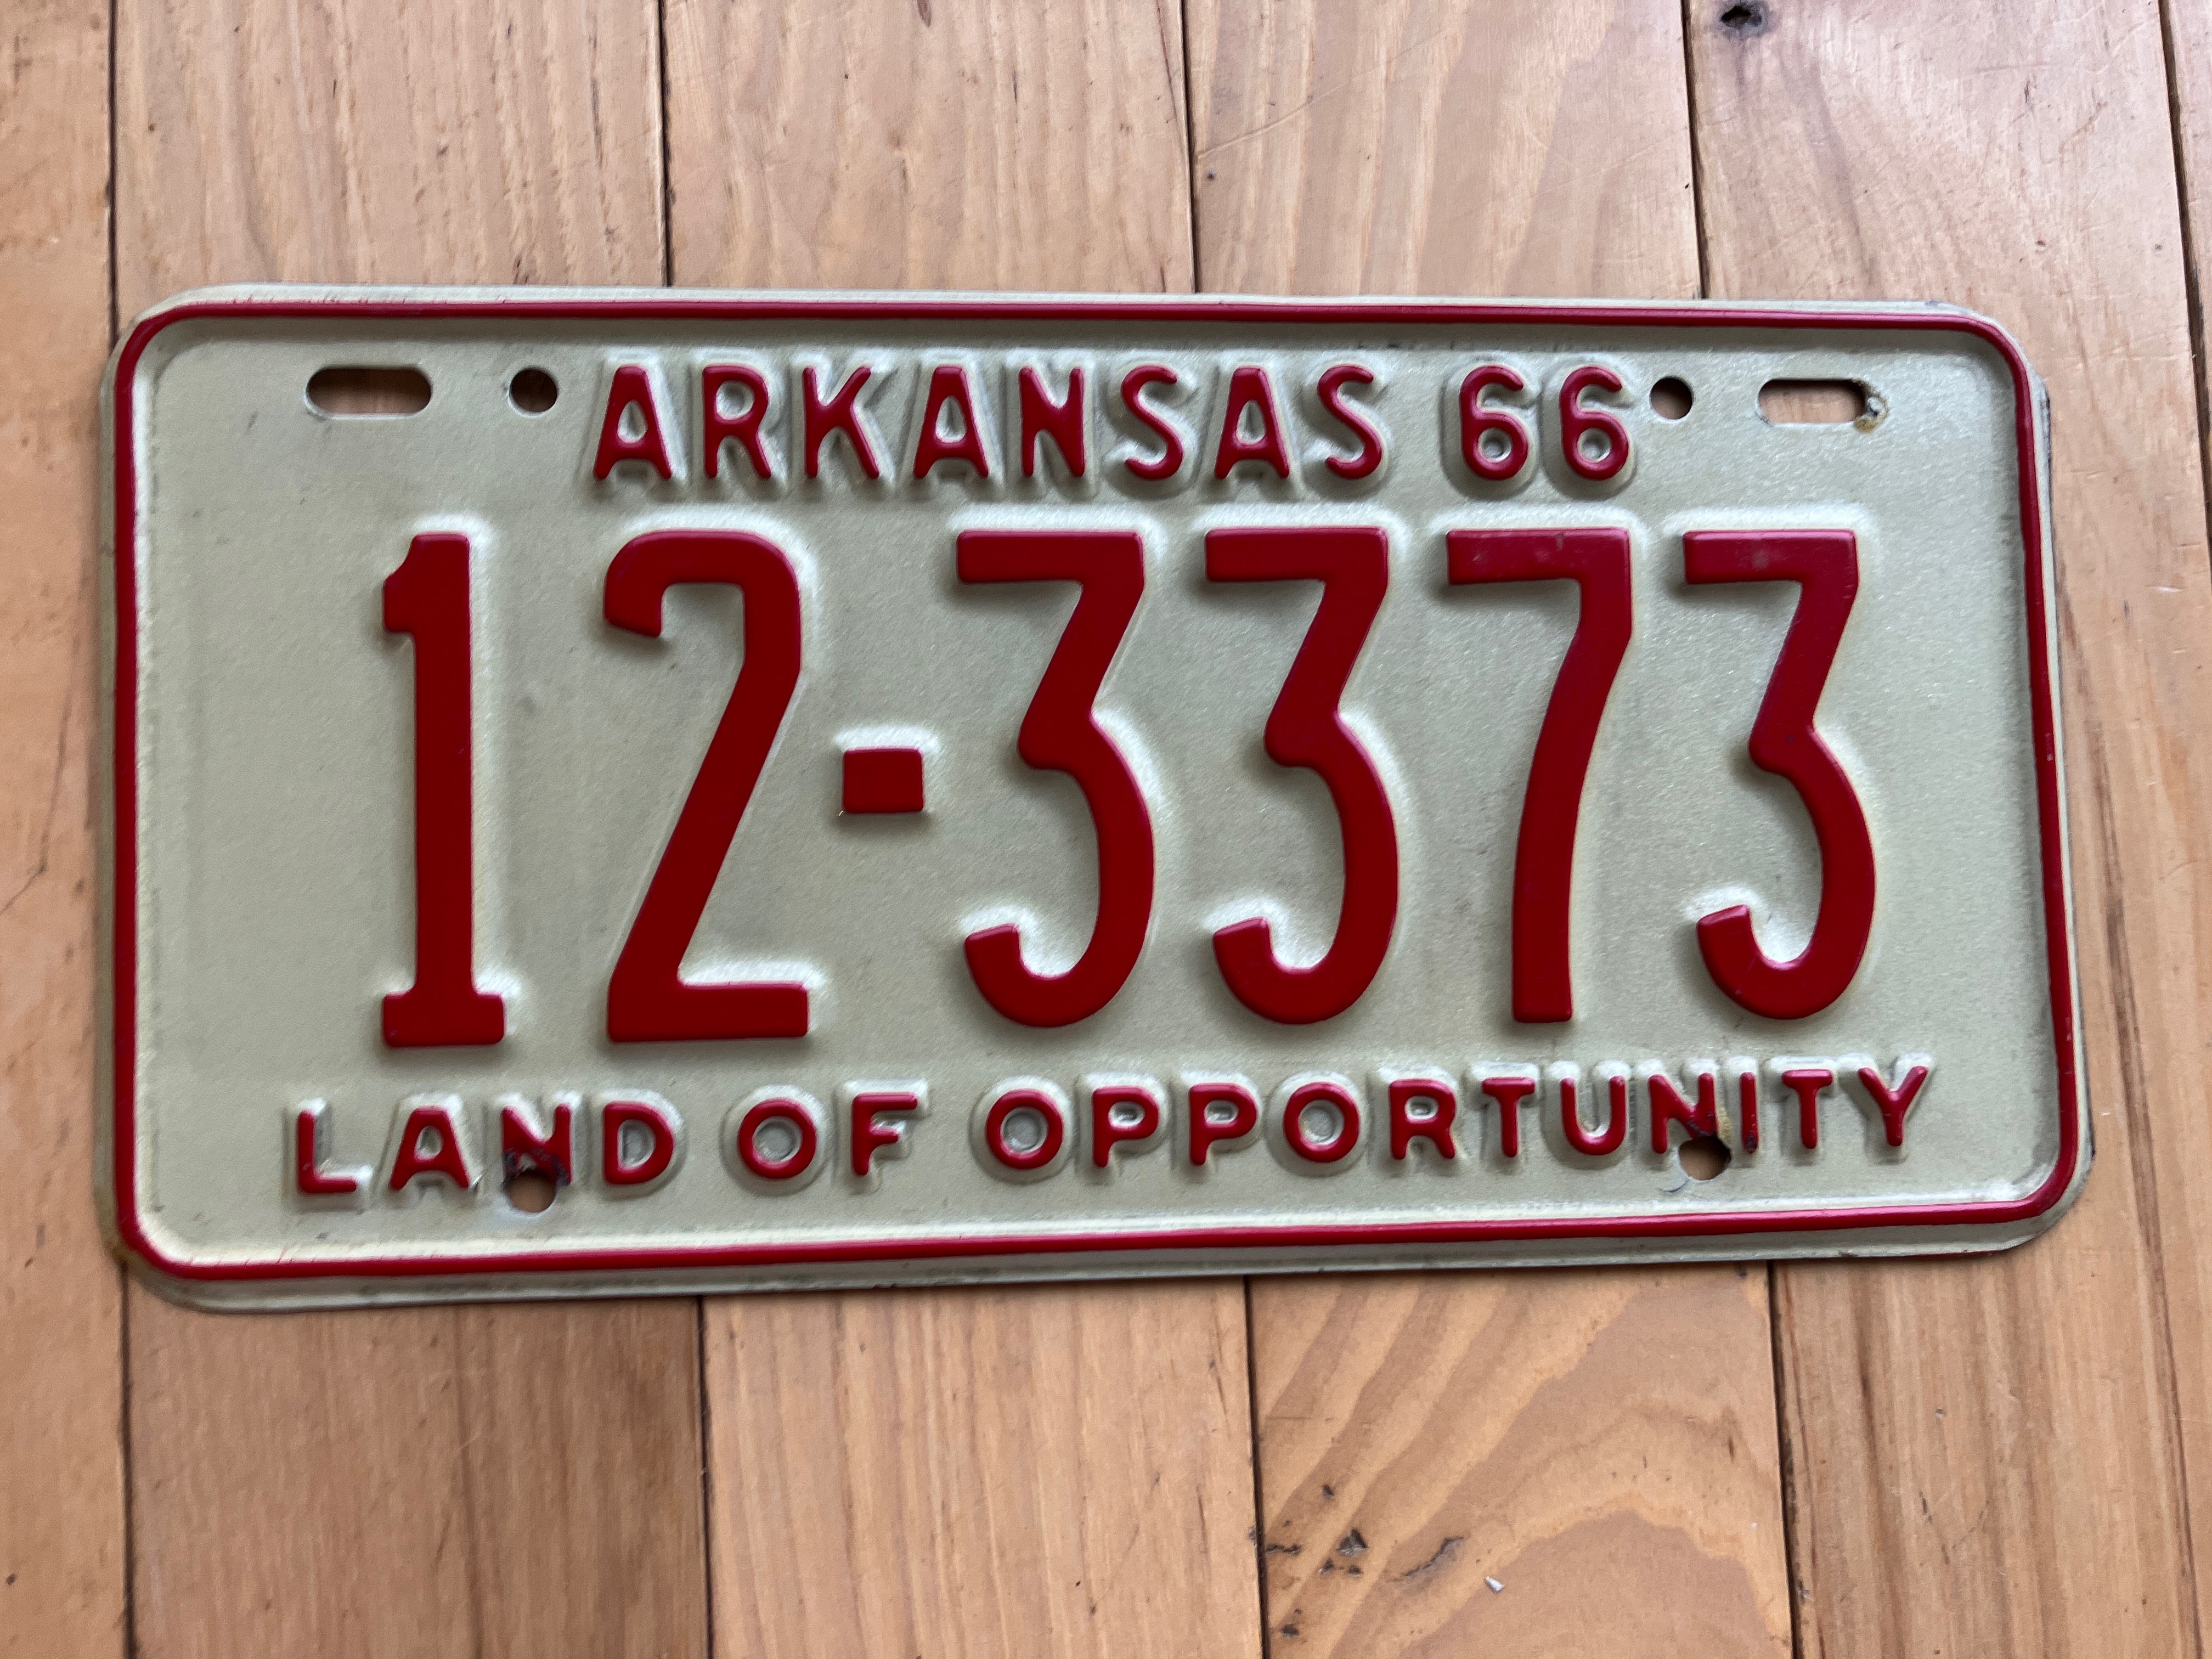 ARKANSAS 66
12-3373
LAND OF OPPORTUNITY